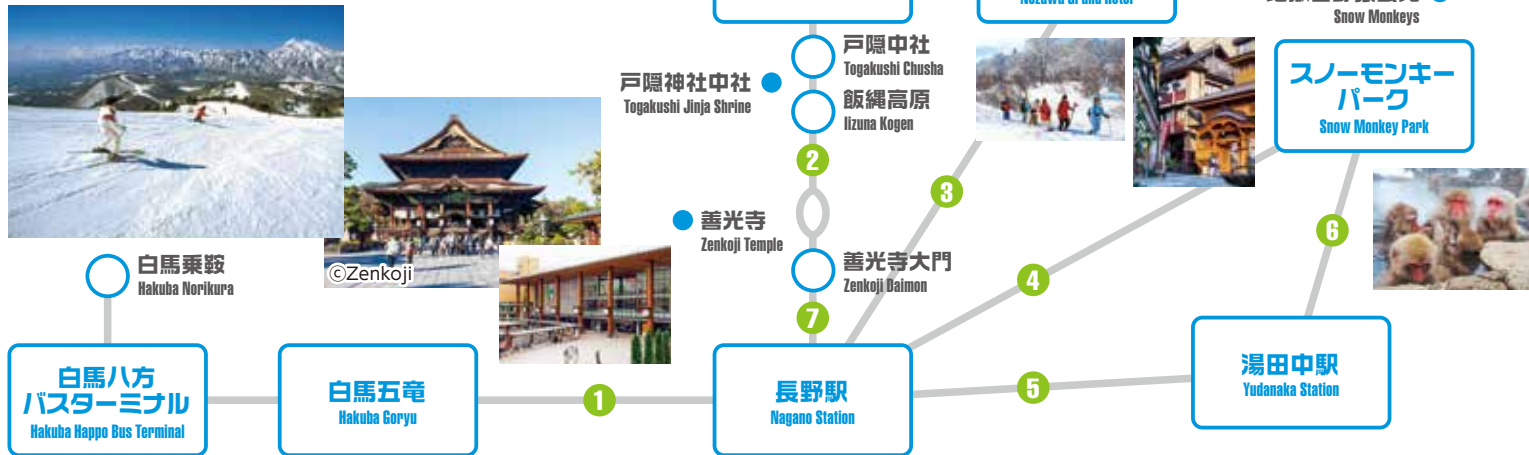 Snow Monkeys
戸隠中社
Togakushi Chusha
戸隠神社中社
Togakushi Jinja Shrine
飯縄高原
Iizuna Kogen
スノーモンキー
パーク
Snow Monkey Park
2
3
善光寺
Zenkoji Temple
6
白馬乗鞍
Hakuba Norikura
©Zenkoji
善光寺大門
Zenkoji Daimon
4
7
白馬八方
バスターミナル
Hakuba Happo Bus Terminal
白馬五竜
Hakuba Goryu
1
長野駅
Nagano Station
5
湯田中駅
Yudanaka Station